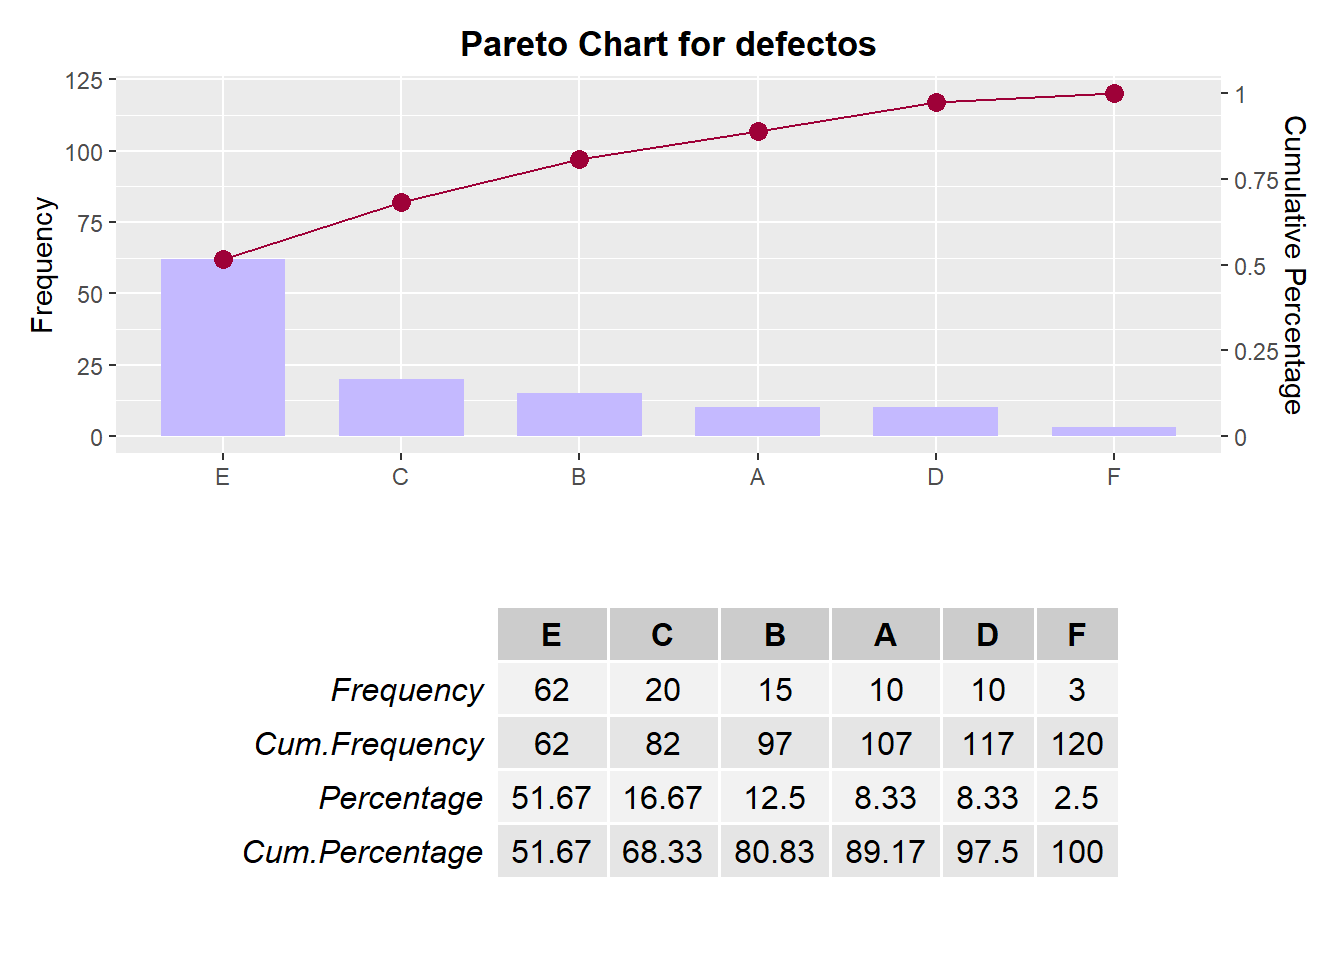 Pareto Chart for defectos
Frequency
125
100
75
50
25
0
1
0.75
0.5
0.25
0
Cumulative Percentage
E C B A D F
E C B A D F
Frequency 62 20 15 10 10 3
Cum.Frequency 62 82 97 107 117 120
Percentage 51.67 16.67 12.5 8.33 8.33 2.5
Cum.Percentage 51.67 68.33 80.83 89.17 97.5 100